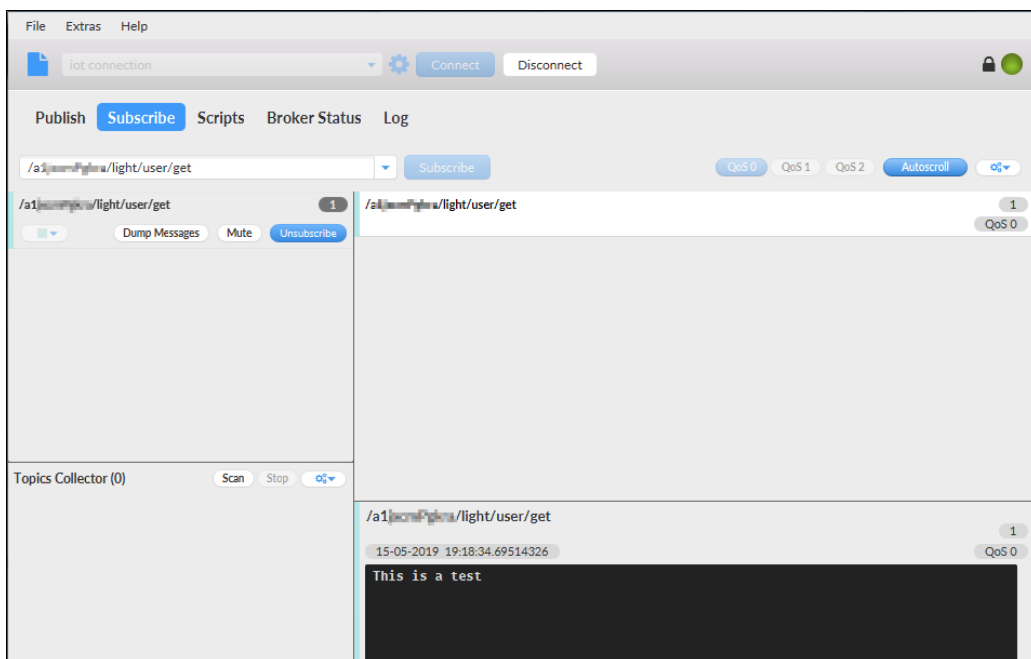 File Extras Help
iot connection Connect Disconnect
Publish Subscribe Scripts Broker Status Log
/light/user/get Subscribe QoS 0 QoS 1 QoS 2 Autoscroll
/light/user/get 1
Dump Messages Mute Unsubscribe
/light/user/get 1
QoS 0
Topics Collector (0) Scan Stop
/light/user/get
1
15-05-2019 19:18:34.69514326 QoS 0
This is a test